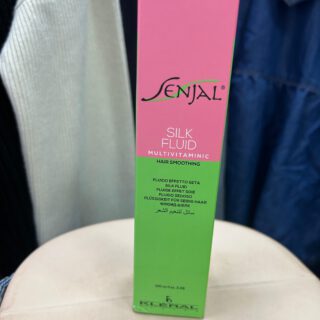 SENJAL®
SILK
FLUID
MULTIVITAMINIC
HAIR SMOOTHING
FLUIDO EFFETTO SETA
SILK FLUID
FLUIDE EFFET SOIE
FLUIDO SEDOSO
FLÜSSIGKEIT FÜR SEIDIG HAAR
سائل لتنعيم الشعر
KLÉRAL